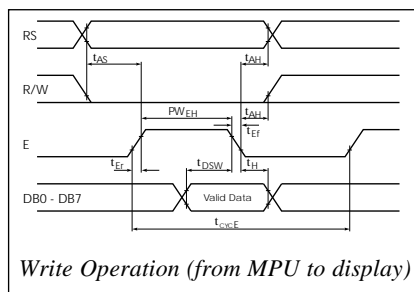 RS
tAS
tAH
R/W
PWEH
tAH
tEf
E
tEr
tDSW
tH
DB0 - DB7
Valid Data
tCYCE
Write Operation (from MPU to display)